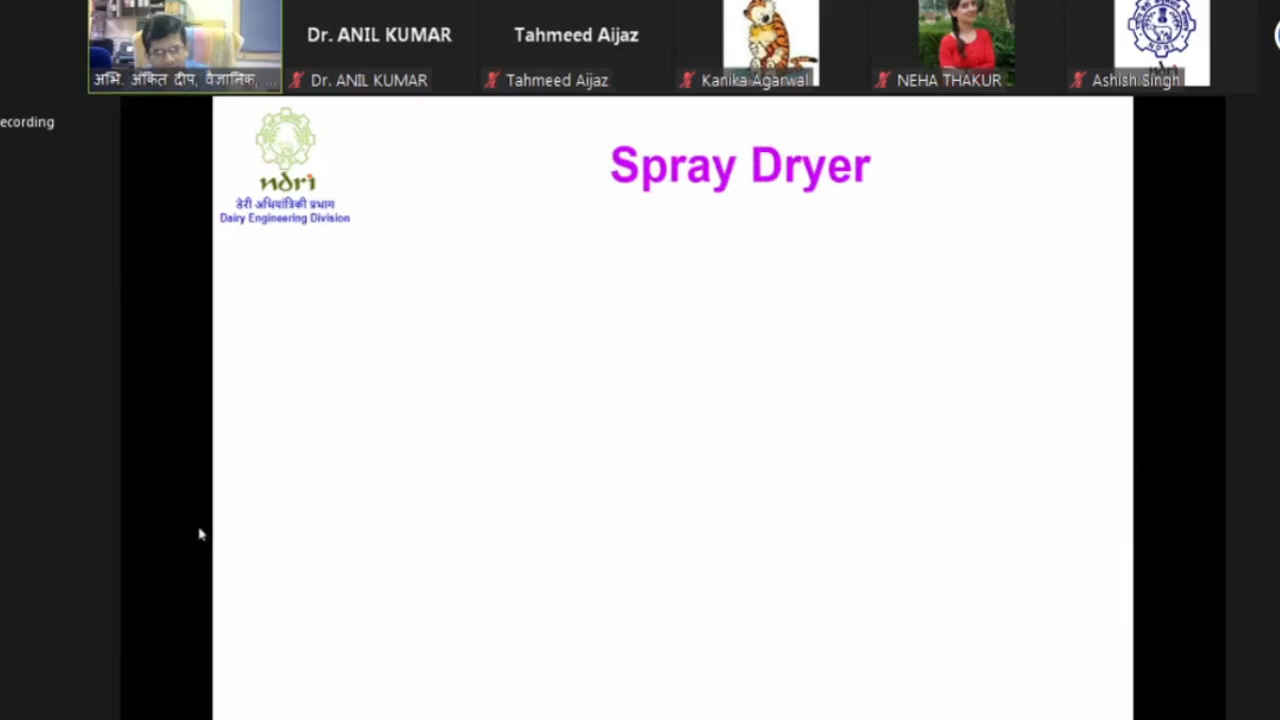 Dr. ANIL KUMAR
Tahmeed Aijaz
अभि. अंकित दीप, वैज्ञानिक, ...
Dr. ANIL KUMAR
Tahmeed Aijaz
Kanika Agarwal
NEHA THAKUR
Ashish Singh
ecording
Spray Dryer
ndri
डेरी अभियांत्रिकी प्रभाग
Dairy Engineering Division